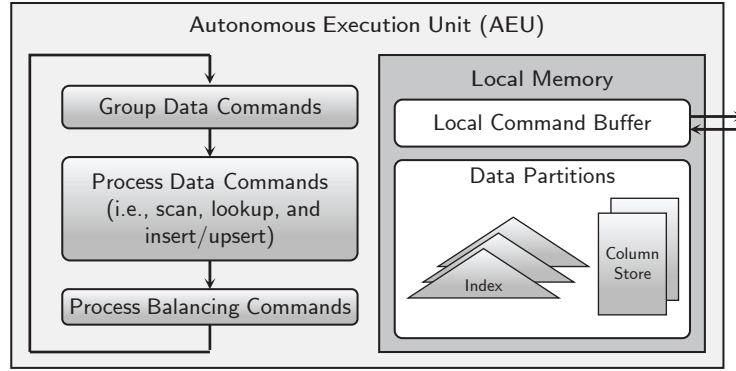 Autonomous Execution Unit (AEU)
Group Data Commands
Process Data Commands
(i.e., scan, lookup, and
insert/upsert)
Process Balancing Commands
Local Memory
Local Command Buffer
Data Partitions
Index
Column
Store